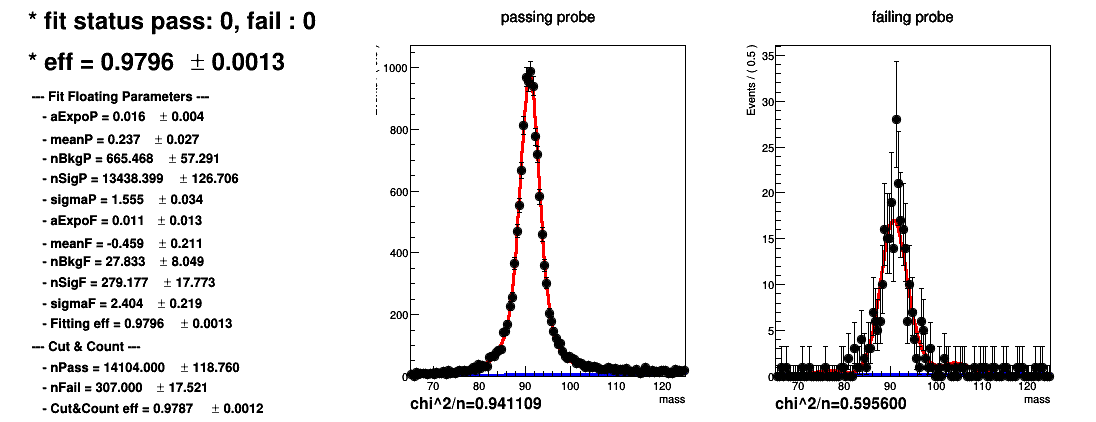 * fit status pass: 0, fail : 0
* eff = 0.9796 ± 0.0013
--- Fit Floating Parameters ---
- aExpoP = 0.016 ± 0.004
- meanP = 0.237 ± 0.027
- nBkgP = 665.468 ± 57.291
- nSigP = 13438.399 ± 126.706
- sigmaP = 1.555 ± 0.034
- aExpoF = 0.011 ± 0.013
- meanF = -0.459 ± 0.211
- nBkgF = 27.833 ± 8.049
- nSigF = 279.177 ± 17.773
- sigmaF = 2.404 ± 0.219
- Fitting eff = 0.9796 ± 0.0013
--- Cut & Count ---
- nPass = 14104.000 ± 118.760
- nFail = 307.000 ± 17.521
- Cut&Count eff = 0.9787 ± 0.0012
passing probe
1000
800
600
400
200
0
70 80 90 100 110 120
mass
chi^2/n=0.941109
failing probe
Events / ( 0.5 )
35
30
25
20
15
10
5
0
70 80 90 100 110 120
mass
chi^2/n=0.595600